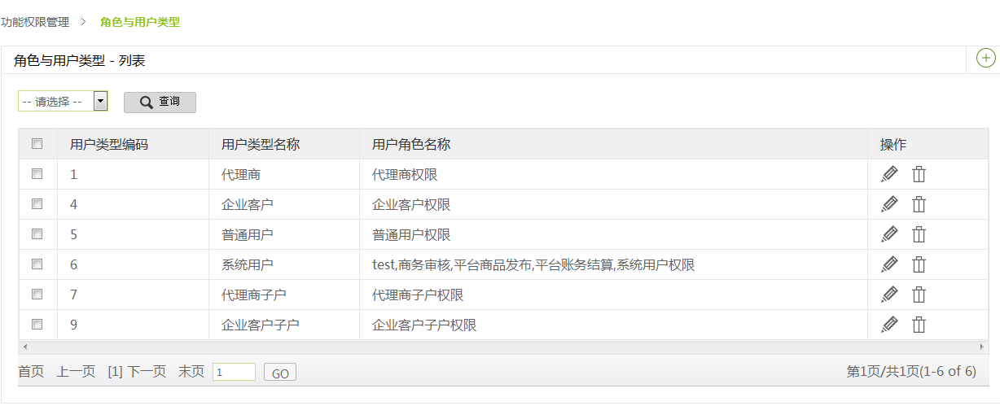 功能权限管理 > 角色与用户类型
角色与用户类型 - 列表
-- 请选择 -- 查询
用户类型编码 用户类型名称 用户角色名称 操作
1 代理商 代理商权限
4 企业客户 企业客户权限
5 普通用户 普通用户权限
6 系统用户 test,商务审核,平台商品发布,平台账务结算,系统用户权限
7 代理商子户 代理商子户权限
9 企业客户子户 企业客户子户权限
首页 上一页 [1] 下一页 末页 1 GO 第1页/共1页(1-6 of 6)